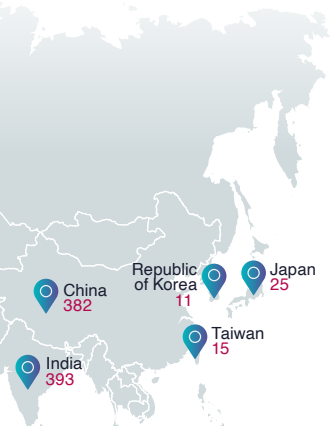 Republic
of Korea
11
Japan
25
China
382
Taiwan
15
India
393